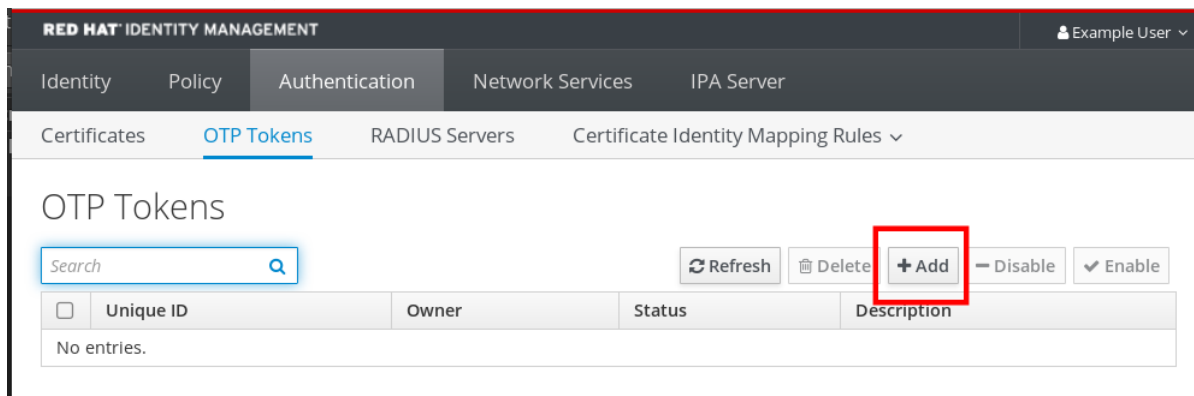 RED HAT® IDENTITY MANAGEMENT Example User
Identity Policy Authentication Network Services IPA Server
Certificates OTP Tokens RADIUS Servers Certificate Identity Mapping Rules
OTP Tokens
Search Refresh Delete Add Disable Enable
Unique ID Owner Status Description
No entries.